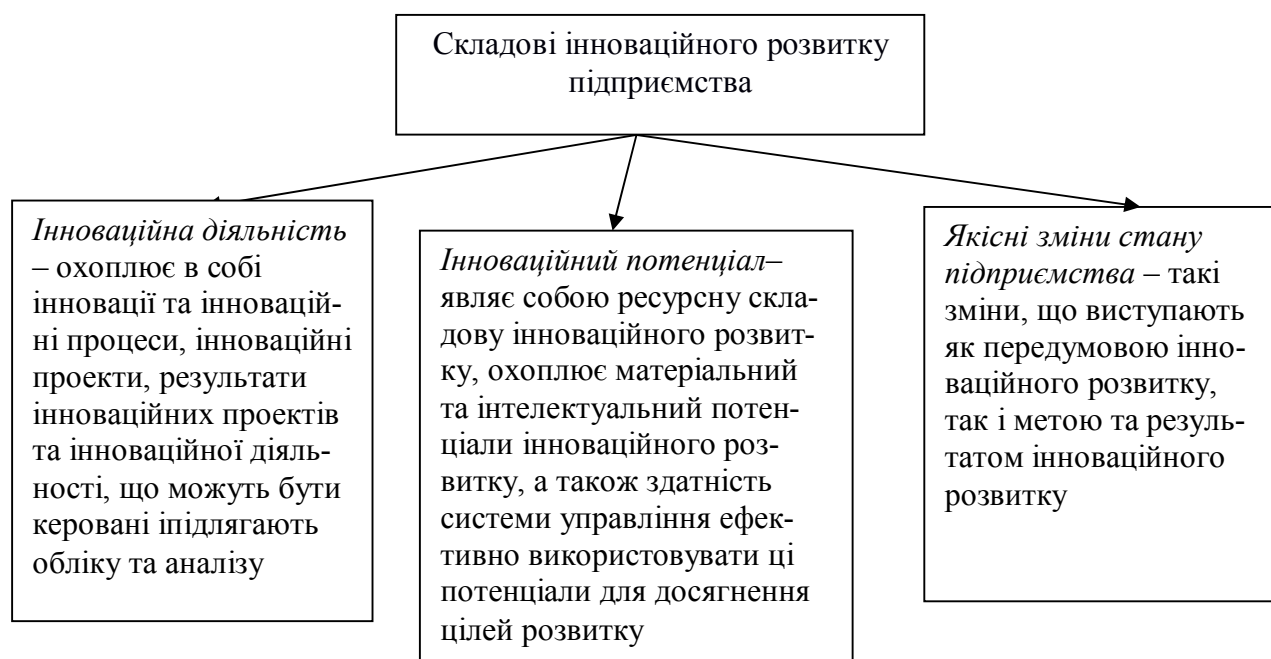 Складові інноваційного розвитку
підприємства
Інноваційна діяльність
– охоплює в собі
інновації та інновацій-
ні процеси, інноваційні
проекти, результати
інноваційних проектів
та інноваційної діяль-
ності, що можуть бути
керовані іпідлягають
обліку та аналізу
Інноваційний потенціал–
являє собою ресурсну скла-
дову інноваційного розвит-
ку, охоплює матеріальний
та інтелектуальний потен-
ціали інноваційного роз-
витку, а також здатність
системи управління ефек-
тивно використовувати ці
потенціали для досягнення
цілей розвитку
Якісні зміни стану
підприємства – такі
зміни, що виступають
як передумовою інно-
ваційного розвитку,
так і метою та резуль-
татом інноваційного
розвитку